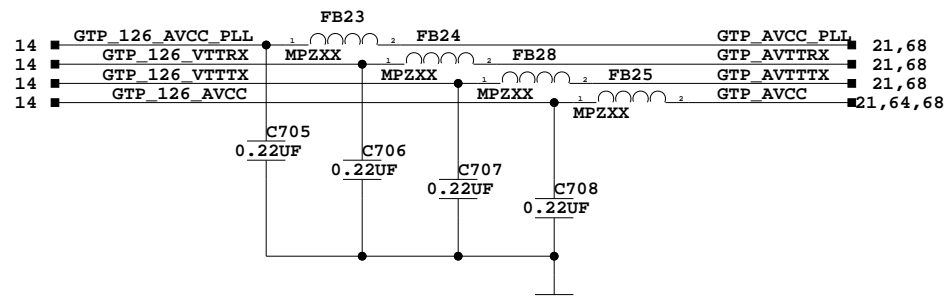 FB23
GTP_126_AVCC_PLL 1 2 FB24 GTP_AVCC_PLL
14 21,68
GTP_126_VTTRX MPZXX 1 2 FB28 GTP_AVTTRX
14 21,68
GTP_126_VTTTX MPZXX 1 2 FB25 GTP_AVTTTX
14 21,68
GTP_126_AVCC MPZXX 1 2 GTP_AVCC
14 21,64,68
MPZXX
C705
0.22UF
C706
0.22UF
C707
0.22UF
C708
0.22UF